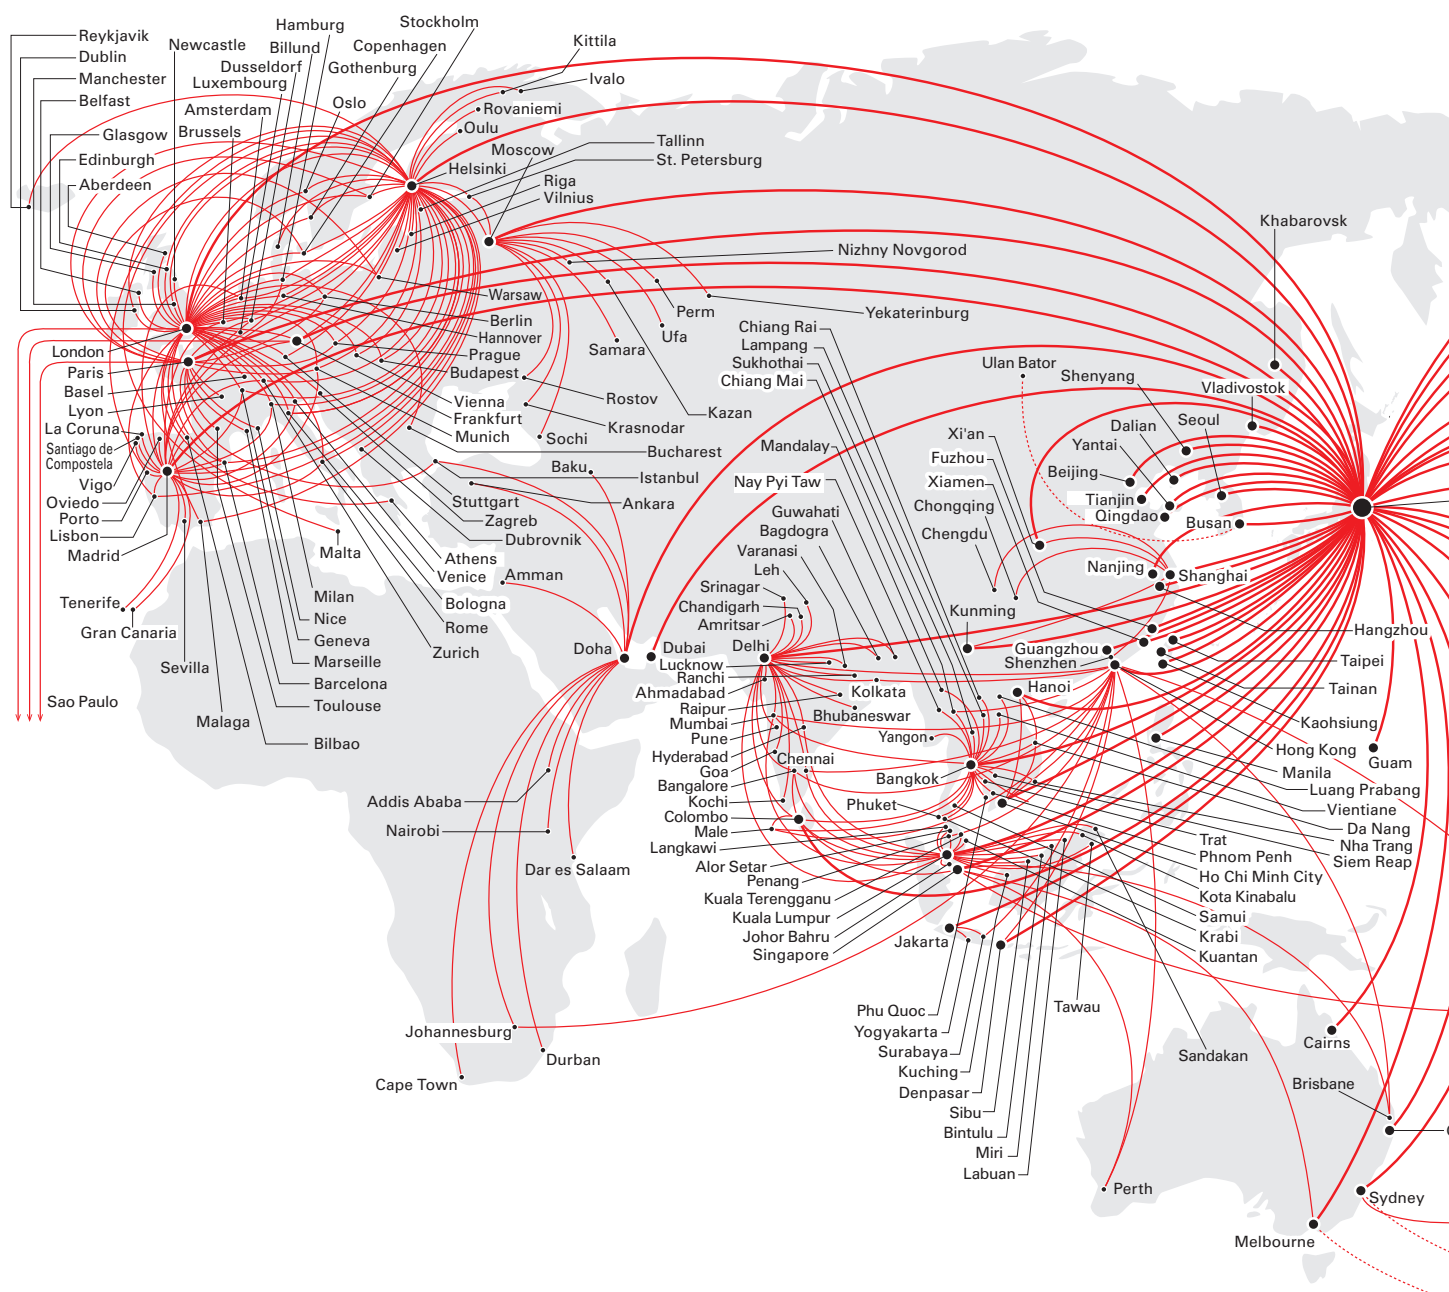 Reykjavik
Dublin
Manchester
Belfast
Glasgow
Edinburgh
Aberdeen
Newcastle
Hamburg
Billund
Dusseldorf
Luxembourg
Amsterdam
Brussels
Stockholm
Copenhagen
Gothenburg
Oslo
Kittila
Ivalo
Rovaniemi
Oulu
Moscow
Helsinki
Tallinn
St. Petersburg
Riga
Vilnius
Nizhny Novgorod
Khabarovsk
Warsaw
Berlin
Hannover
Prague
Budapest
Perm
Ufa
Samara
Yekaterinburg
London
Paris
Basel
Lyon
La Coruna
Santiago de
Compostela
Vigo
Oviedo
Porto
Lisbon
Madrid
Vienna
Frankfurt
Munich
Rostov
Krasnodar
Sochi
Kazan
Bucharest
Baku
Istanbul
Ankara
Stuttgart
Zagreb
Dubrovnik
Malta
Athens
Venice
Amman
Bologna
Rome
Zurich
Tenerife
Gran Canaria
Sevilla
Malaga
Milan
Nice
Geneva
Marseille
Barcelona
Toulouse
Bilbao
Sao Paulo
Chiang Rai
Lampang
Sukhothai
Chiang Mai
Mandalay
Nay Pyi Taw
Guwahati
Bagdogra
Varanasi
Leh
Srinagar
Chandigarh
Amritsar
Ulan Bator
Shenyang
Vladivostok
Dalian
Seoul
Yantai
Beijing
Tianjin
Qingdao
Busan
Xi'an
Fuzhou
Xiamen
Chongqing
Chengdu
Nanjing
Shanghai
Kunming
Hangzhou
Guangzhou
Shenzhen
Taipei
Tainan
Kaohsiung
Hong Kong
Guam
Manila
Luang Prabang
Vientiane
Da Nang
Nha Trang
Siem Reap
Doha
Dubai
Delhi
Lucknow
Ranchi
Ahmadabad
Raipur
Mumbai
Pune
Hyderabad
Goa
Bangalore
Kochi
Colombo
Male
Langkawi
Kolkata
Bhubaneswar
Chennai
Hanoi
Yangon
Bangkok
Phuket
Alor Setar
Penang
Kuala Terengganu
Kuala Lumpur
Johor Bahru
Singapore
Jakarta
Trat
Phnom Penh
Ho Chi Minh City
Kota Kinabalu
Samui
Krabi
Kuantan
Addis Ababa
Nairobi
Dar es Salaam
Johannesburg
Durban
Cape Town
Phu Quoc
Yogyakarta
Surabaya
Kuching
Denpasar
Sibu
Bintulu
Miri
Labuan
Tawau
Sandakan
Cairns
Brisbane
Perth
Sydney
Melbourne